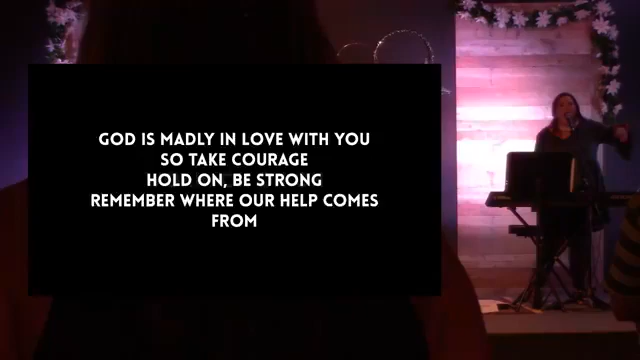 GOD IS MADLY IN LOVE WITH YOU
SO TAKE COURAGE
HOLD ON, BE STRONG
REMEMBER WHERE OUR HELP COMES
FROM